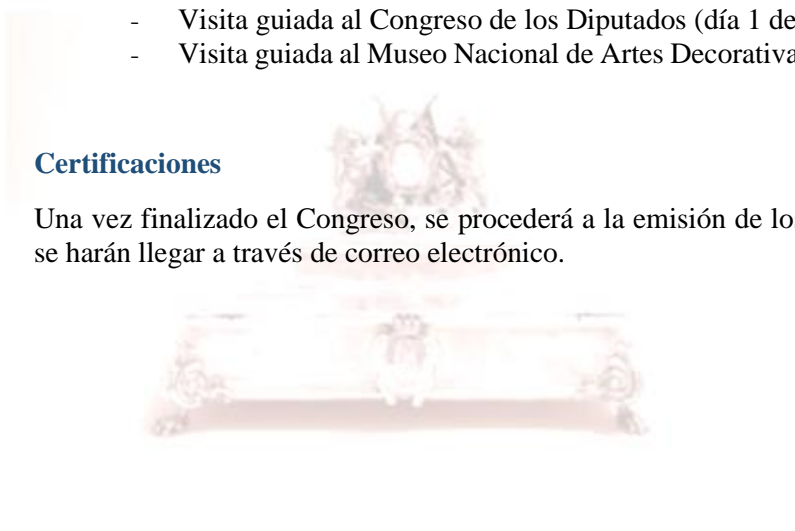 - Visita guiada al Congreso de los Diputados (día 1 de
- Visita guiada al Museo Nacional de Artes Decorativa
Certificaciones
Una vez finalizado el Congreso, se procederá a la emisión de lo
se harán llegar a través de correo electrónico.